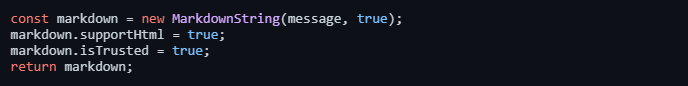 const markdown = new MarkdownString(message, true);
markdown.supportHtml = true;
markdown.isTrusted = true;
return markdown;